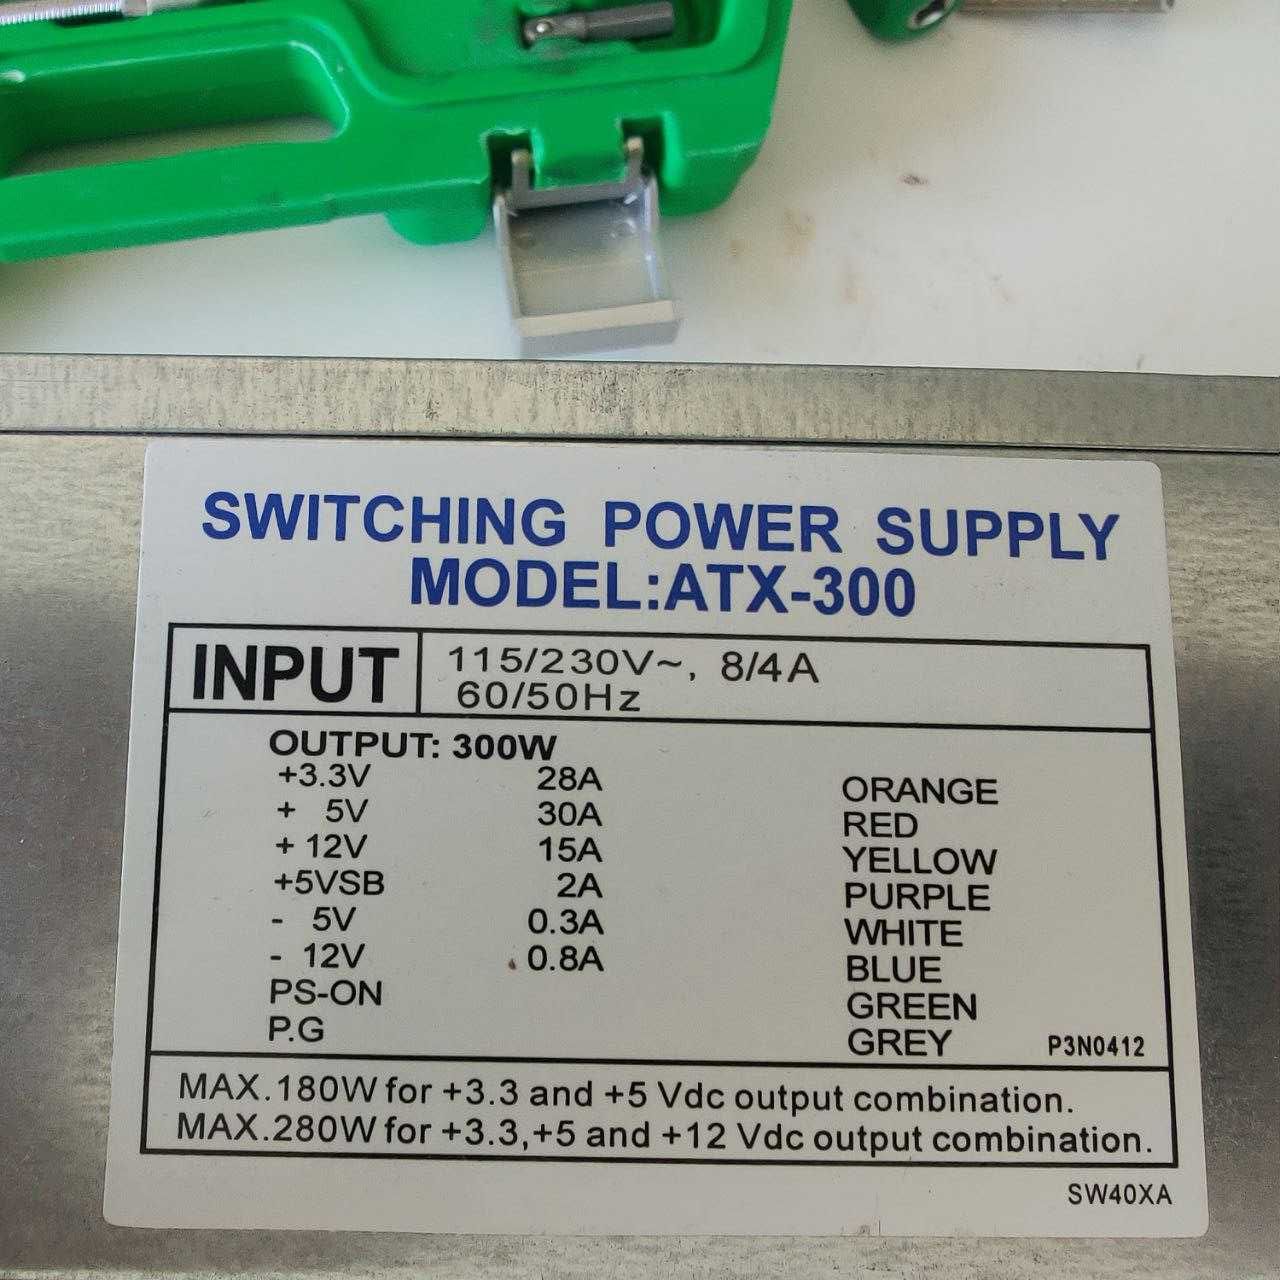 SWITCHING POWER SUPPLY
MODEL:ATX-300
INPUT 115/230V~, 8/4A
60/50Hz
OUTPUT: 300W
+3.3V 28A ORANGE
+ 5V 30A RED
+ 12V 15A YELLOW
+5VSB 2A PURPLE
- 5V 0.3A WHITE
- 12V 0.8A BLUE
PS-ON GREEN
P.G GREY P3N0412
MAX.180W for +3.3 and +5 Vdc output combination.
MAX.280W for +3.3,+5 and +12 Vdc output combination.
SW40XA